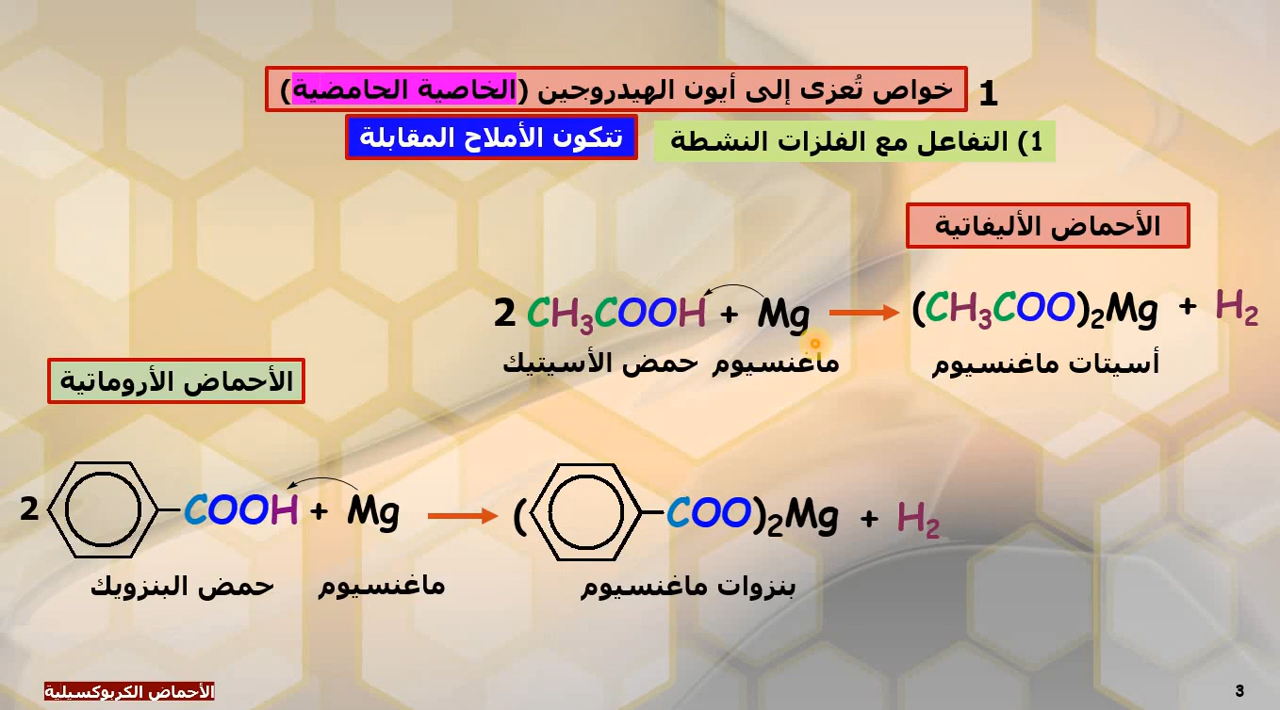 1 خواص تُعزى إلى أيون الهيدروجين (الخاصية الحامضية)
1) التفاعل مع الفلزات النشطة تتكون الأملاح المقابلة
الأحماض الأليفاتية
2 CH₃COOH + Mg → (CH₃COO)₂Mg + H₂
حمض الأسيتيك ماغنسيوم أسيتات ماغنسيوم
الأحماض الأروماتية
2 COOH + Mg → ( COO)₂Mg + H₂
حمض البنزويك ماغنسيوم بنزوات ماغنسيوم
الأحماض الكربوكسيلية
3